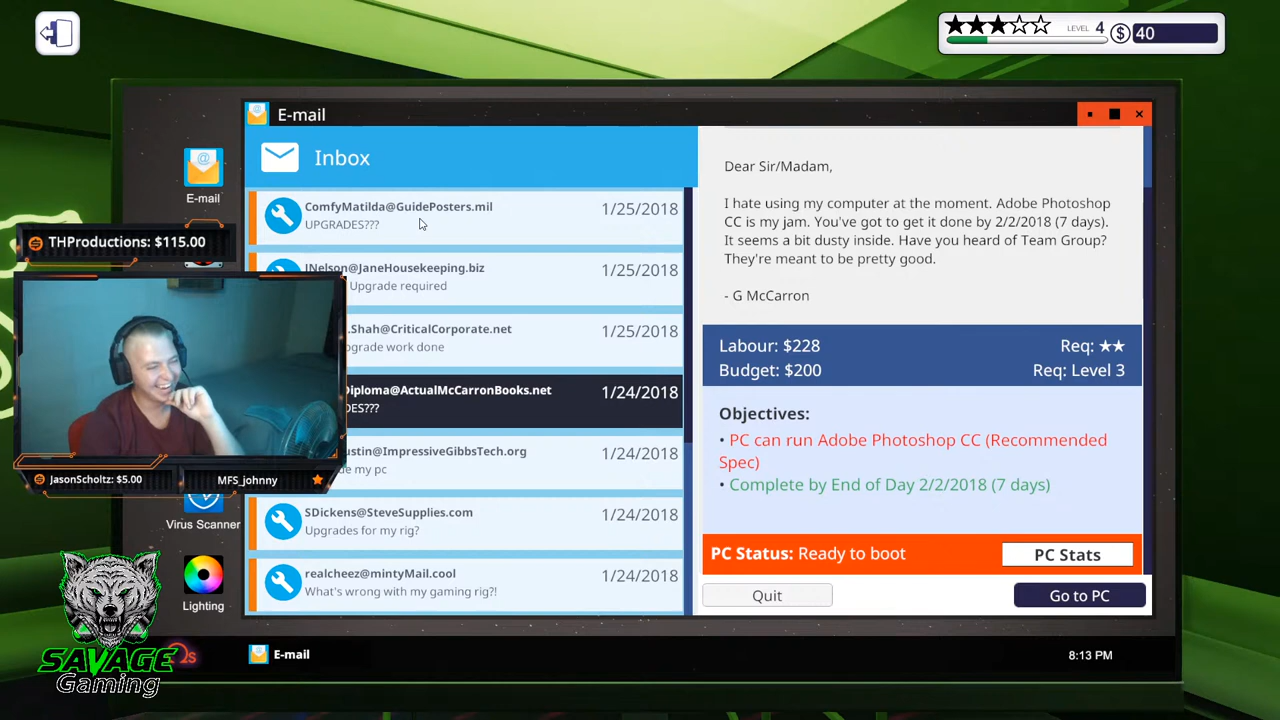 LEVEL 4 $ 40
E-mail
Inbox
ComfyMatilda@GuidePosters.mil 1/25/2018
UPGRADES???
JNelson@JaneHousekeeping.biz 1/25/2018
Upgrade required
.Shah@CriticalCorporate.net 1/25/2018
pgrade work done
Diploma@ActualMcCarronBooks.net 1/24/2018
DES???
ustin@ImpressiveGibbsTech.org 1/24/2018
de my pc
SDickens@SteveSupplies.com 1/24/2018
Upgrades for my rig?
realcheez@mintyMail.cool 1/24/2018
What's wrong with my gaming rig?!
E-mail
THProductions: $115.00
JasonScholtz: $5.00 MFS_johnny
Virus Scanner
Lighting
SAVAGE
Gaming
Dear Sir/Madam,
I hate using my computer at the moment. Adobe Photoshop
CC is my jam. You've got to get it done by 2/2/2018 (7 days).
It seems a bit dusty inside. Have you heard of Team Group?
They're meant to be pretty good.
- G McCarron
Labour: $228 Req: ★★
Budget: $200 Req: Level 3
Objectives:
• PC can run Adobe Photoshop CC (Recommended
Spec)
• Complete by End of Day 2/2/2018 (7 days)
PC Status: Ready to boot PC Stats
Quit Go to PC
E-mail 8:13 PM